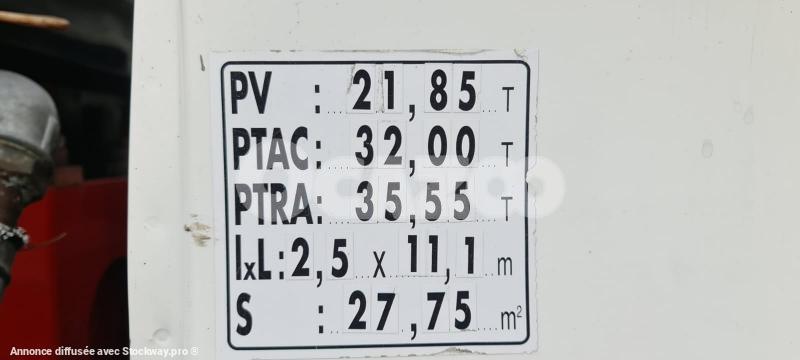 PV : 21,85 T
PTAC : 32,00 T
PTRA : 35,55 T
lxL : 2,5 x 11,1 m
S : 27,75 m²
Annonce diffusée avec Stockway.pro ®